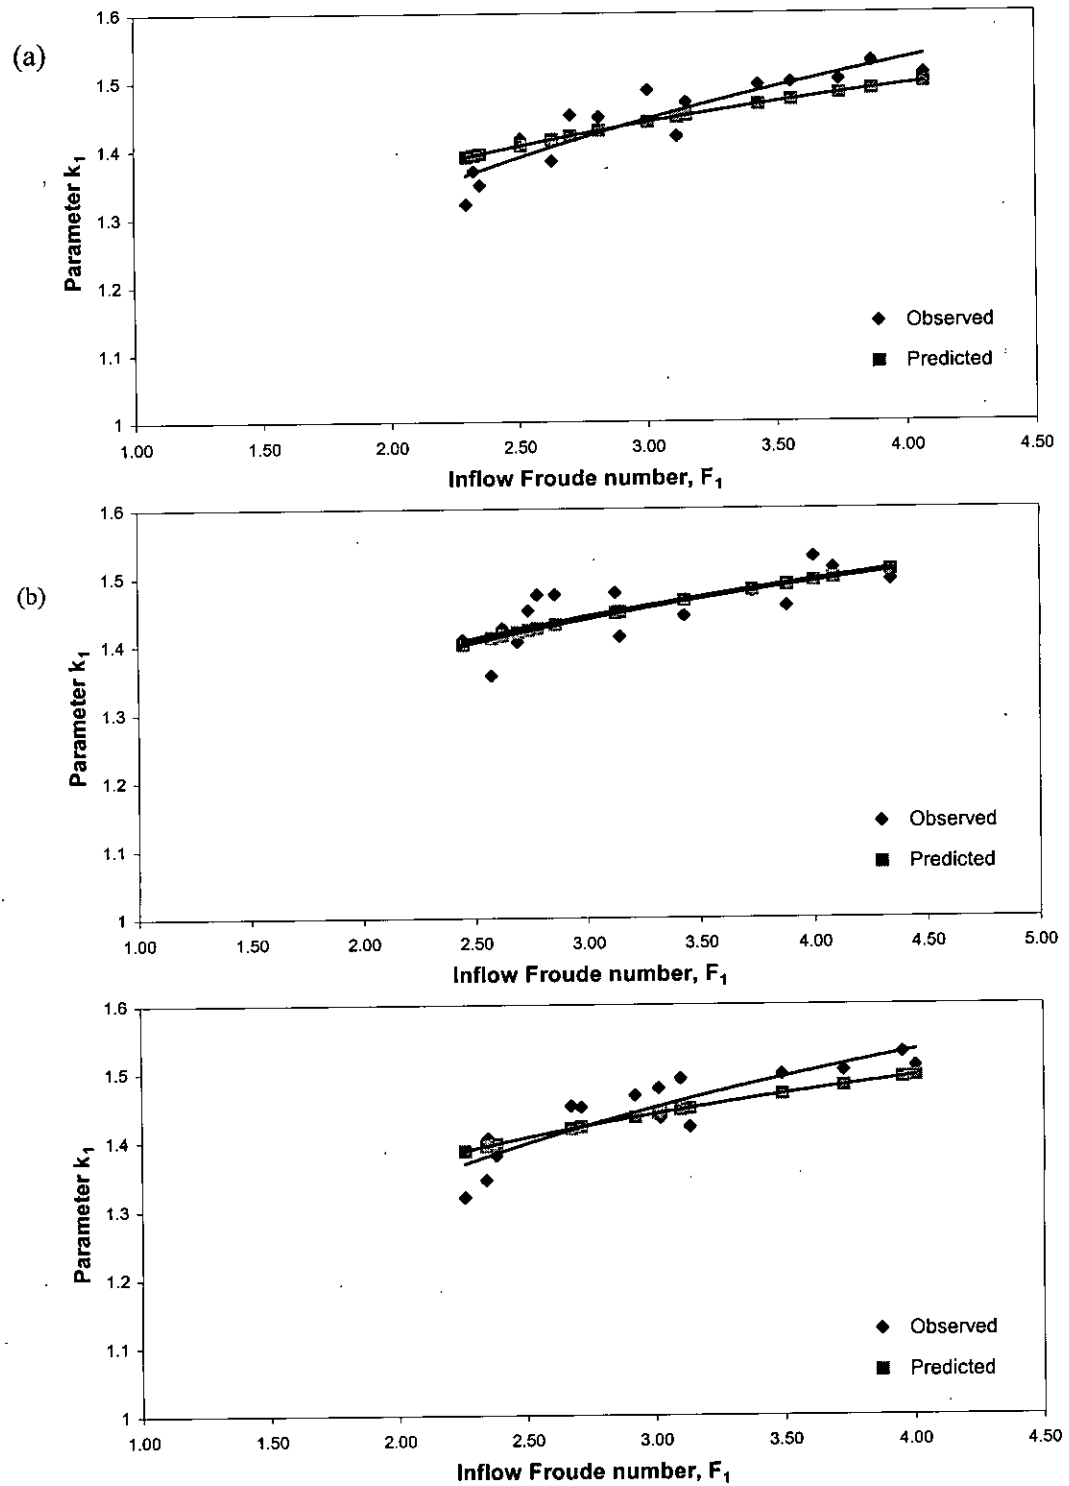 (a)
1.6
1.5
1.4
1.3
1.2
1.1
1
Parameter k1
Observed
Predicted
1.00 1.50 2.00 2.50 3.00 3.50 4.00 4.50
Inflow Froude number, F1
(b)
1.6
1.5
1.4
1.3
1.2
1.1
1
Parameter k1
Observed
Predicted
1.00 1.50 2.00 2.50 3.00 3.50 4.00 4.50 5.00
Inflow Froude number, F1
1.6
1.5
1.4
1.3
1.2
1.1
1
Parameter k1
Observed
Predicted
1.00 1.50 2.00 2.50 3.00 3.50 4.00 4.50
Inflow Froude number, F1